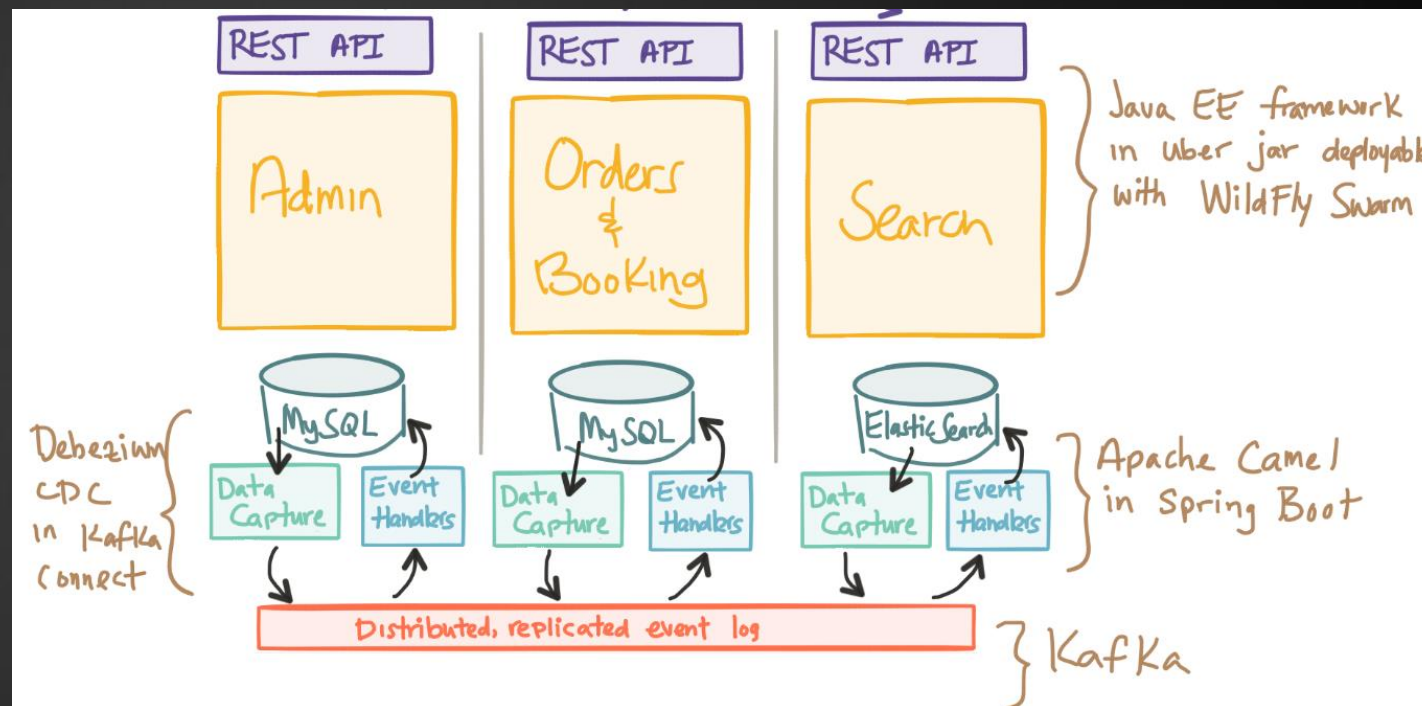 REST API
REST API
REST API
Admin
Orders
&
Booking
Search
Java EE framework
in Uber jar deployabl
with WildFly Swarm
MySQL
MySQL
ElasticSearch
Debezium
CDC
in Kafka
Connect
Data
Capture
Event
Handlers
Data
Capture
Event
Handlers
Data
Capture
Event
Handlers
Apache Camel
in Spring Boot
Distributed, replicated event log
Kafka